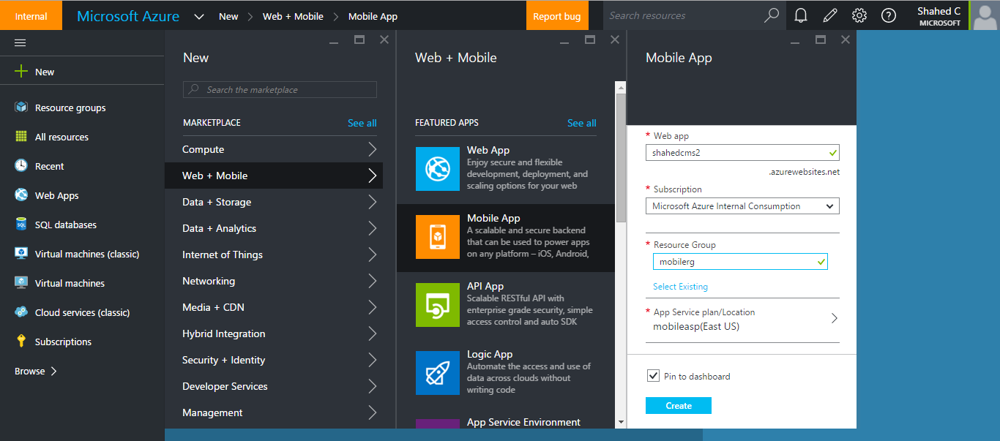 Internal
Microsoft Azure
New
Web + Mobile
Mobile App
Report bug
Search resources
Shahed C
MICROSOFT
New
Resource groups
All resources
Recent
Web Apps
SQL
SQL databases
Virtual machines (classic)
Virtual machines
Cloud services (classic)
Subscriptions
Browse
New
Search the marketplace
MARKETPLACE
See all
Compute
Web + Mobile
Data + Storage
Data + Analytics
Internet of Things
Networking
Media + CDN
Hybrid Integration
Security + Identity
Developer Services
Management
Web + Mobile
FEATURED APPS
See all
Web App
Enjoy secure and flexible
development, deployment, and
scaling options for your web
Mobile App
A scalable and secure backend
that can be used to power apps
on any platform – iOS, Android,
API App
Scalable RESTful API with
enterprise grade security, simple
access control and auto SDK
Logic App
Automate the access and use of
data across clouds without
writing code
App Service Environment
Mobile App
* Web app
shahedcms2
.azurewebsites.net
* Subscription
Microsoft Azure Internal Consumption
* Resource Group
mobilerg
Select Existing
* App Service plan/Location
mobileasp(East US)
Pin to dashboard
Create